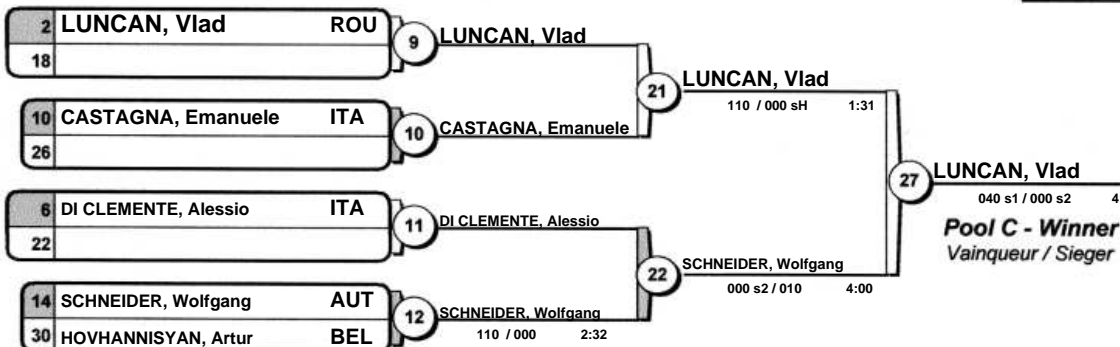 2 LUNCAN, Vlad ROU
18
9 LUNCAN, Vlad
10 CASTAGNA, Emanuele ITA
26
10 CASTAGNA, Emanuele
21 LUNCAN, Vlad
110 / 000 sH 1:31
6 DI CLEMENTE, Alessio ITA
22
11 DI CLEMENTE, Alessio
14 SCHNEIDER, Wolfgang AUT
30 HOVHANNISYAN, Artur BEL
12 SCHNEIDER, Wolfgang
110 / 000 2:32
22 SCHNEIDER, Wolfgang
000 s2 / 010 4:00
27 LUNCAN, Vlad
040 s1 / 000 s2 4
Pool C - Winner
Vainqueur / Sieger